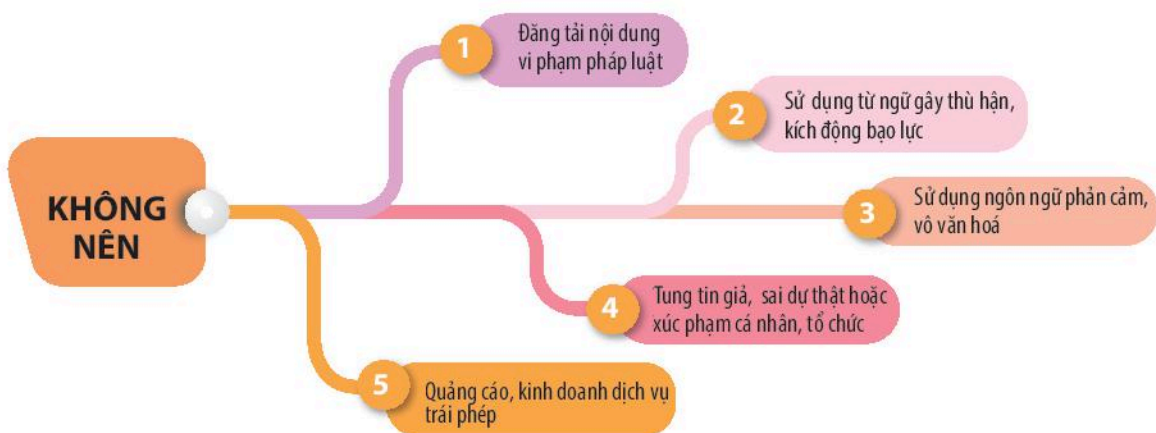 KHÔNG
NÊN
1
Đăng tải nội dung
vi phạm pháp luật
2
Sử dụng từ ngữ gây thù hận,
kích động bạo lực
3
Sử dụng ngôn ngữ phản cảm,
vô văn hoá
4
Tung tin giả, sai dự thật hoặc
xúc phạm cá nhân, tổ chức
5
Quảng cáo, kinh doanh dịch vụ
trái phép